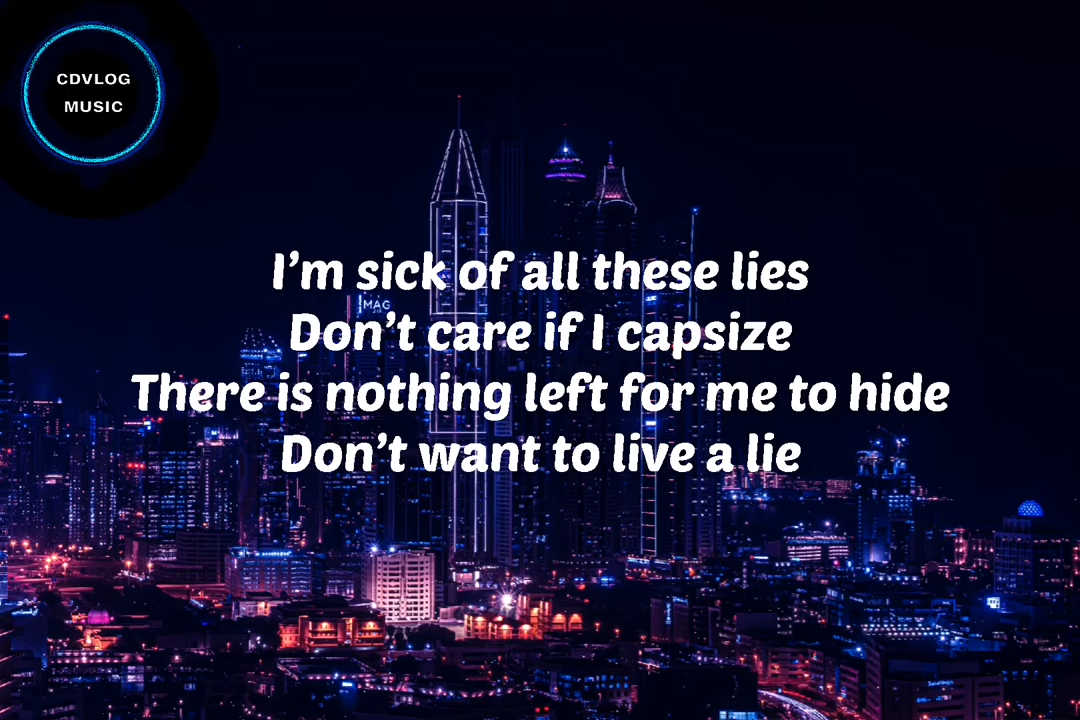 CDVLOG
MUSIC
I’m sick of all these lies
MAG
Don’t care if I capsize
There is nothing left for me to hide
Don’t want to live a lie